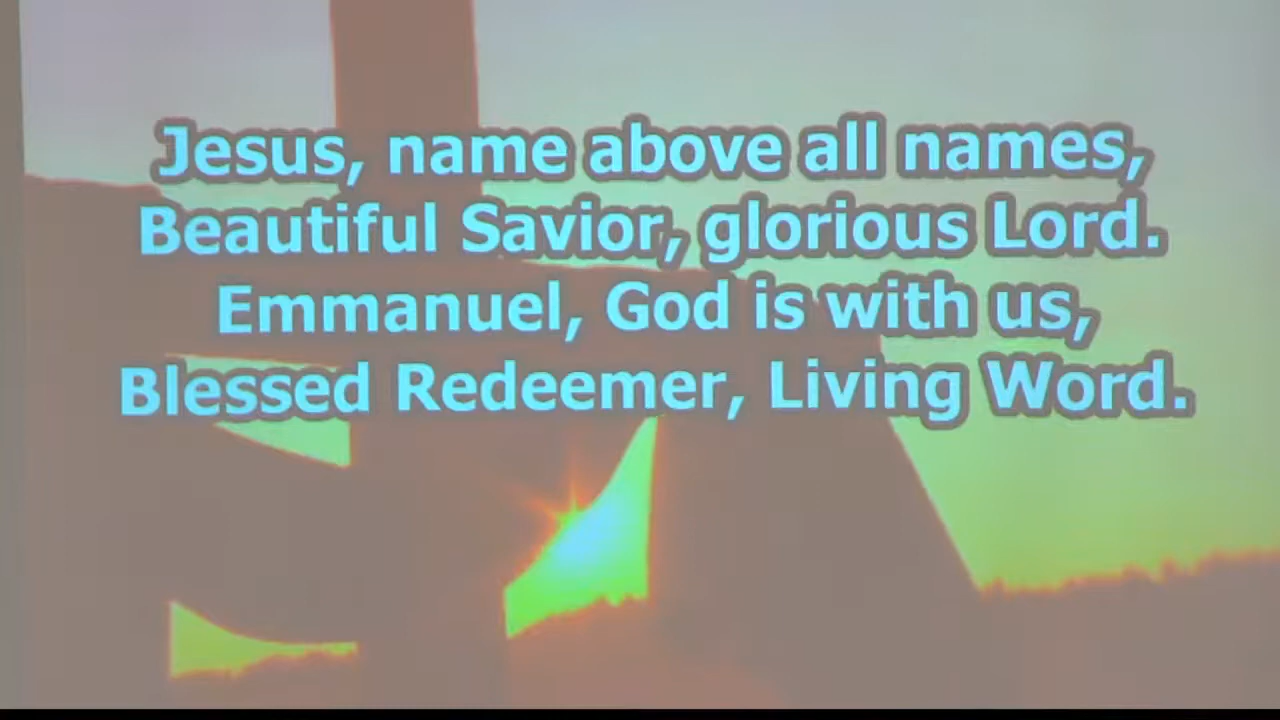 Jesus, name above all names,
Beautiful Savior, glorious Lord.
Emmanuel, God is with us,
Blessed Redeemer, Living Word.